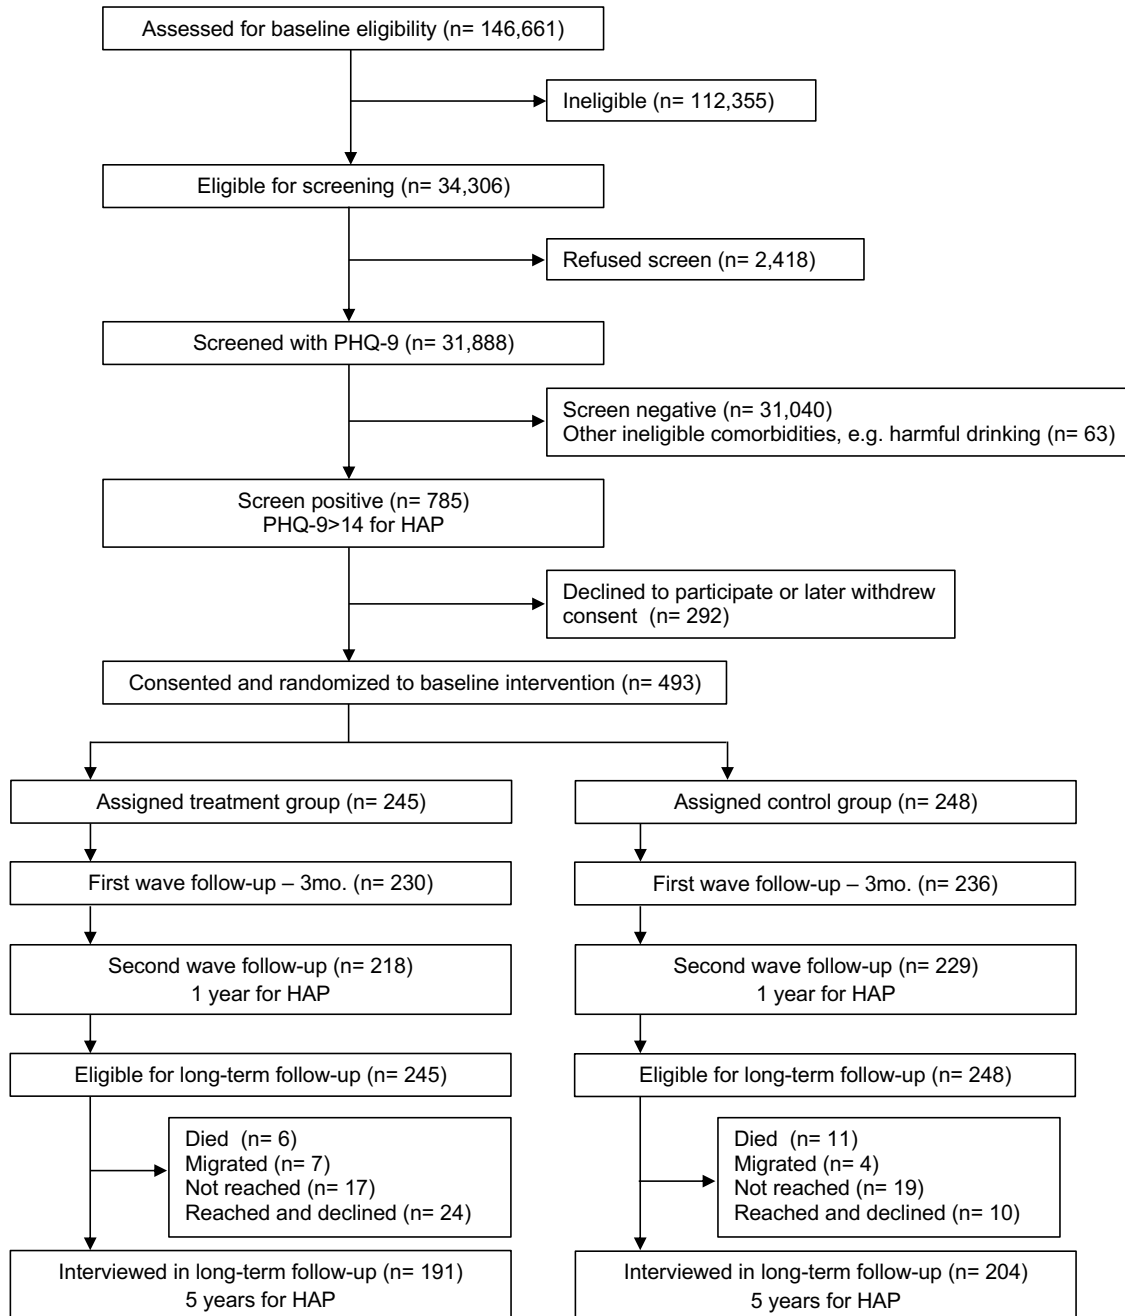 Assessed for baseline eligibility (n= 146,661)
Ineligible (n= 112,355)
Eligible for screening (n= 34,306)
Refused screen (n= 2,418)
Screened with PHQ-9 (n= 31,888)
Screen negative (n= 31,040)
Other ineligible comorbidities, e.g. harmful drinking (n= 63)
Screen positive (n= 785)
PHQ-9>14 for HAP
Declined to participate or later withdrew
consent (n= 292)
Consented and randomized to baseline intervention (n= 493)
Assigned treatment group (n= 245)
First wave follow-up – 3mo. (n= 230)
Second wave follow-up (n= 218)
1 year for HAP
Eligible for long-term follow-up (n= 245)
Died (n= 6)
Migrated (n= 7)
Not reached (n= 17)
Reached and declined (n= 24)
Interviewed in long-term follow-up (n= 191)
5 years for HAP
Assigned control group (n= 248)
First wave follow-up – 3mo. (n= 236)
Second wave follow-up (n= 229)
1 year for HAP
Eligible for long-term follow-up (n= 248)
Died (n= 11)
Migrated (n= 4)
Not reached (n= 19)
Reached and declined (n= 10)
Interviewed in long-term follow-up (n= 204)
5 years for HAP